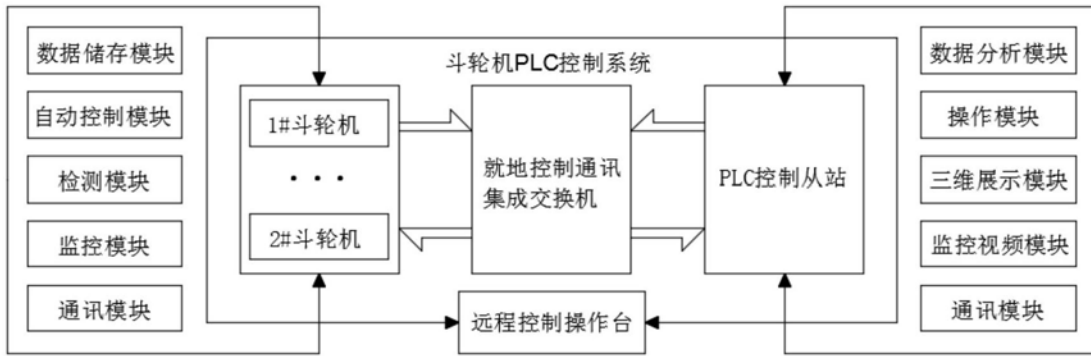 数据储存模块
自动控制模块
检测模块
监控模块
通讯模块
斗轮机PLC控制系统
1#斗轮机
...
2#斗轮机
就地控制通讯
集成交换机
PLC控制从站
远程控制操作台
数据分析模块
操作模块
三维展示模块
监控视频模块
通讯模块